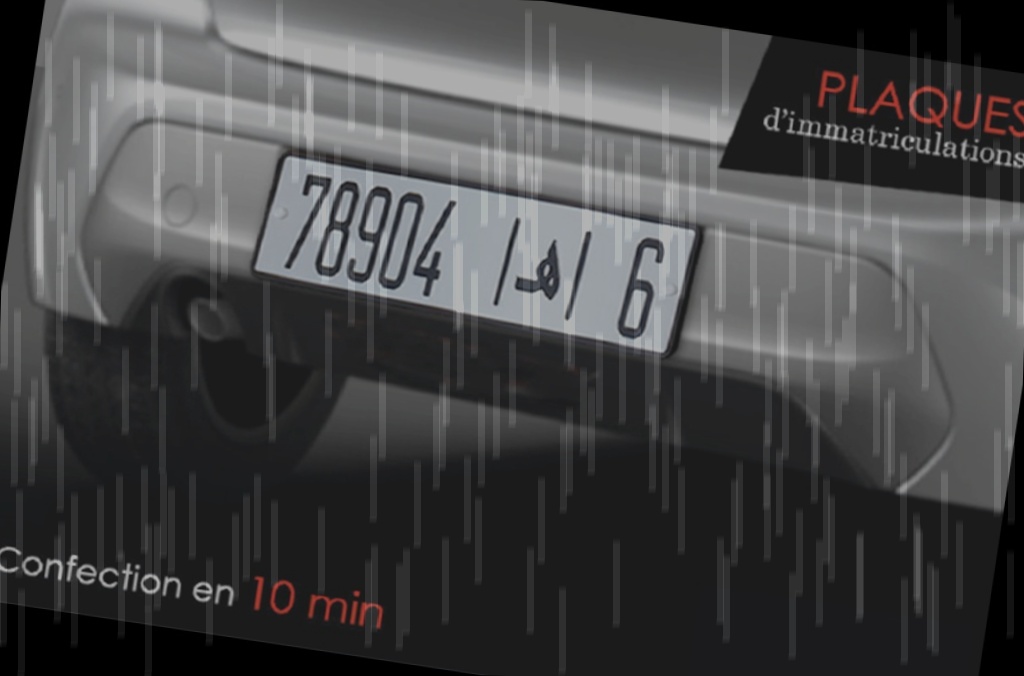 PLAQUES
d'immatriculations
78904 | هـ | 6
Confection en 10 min